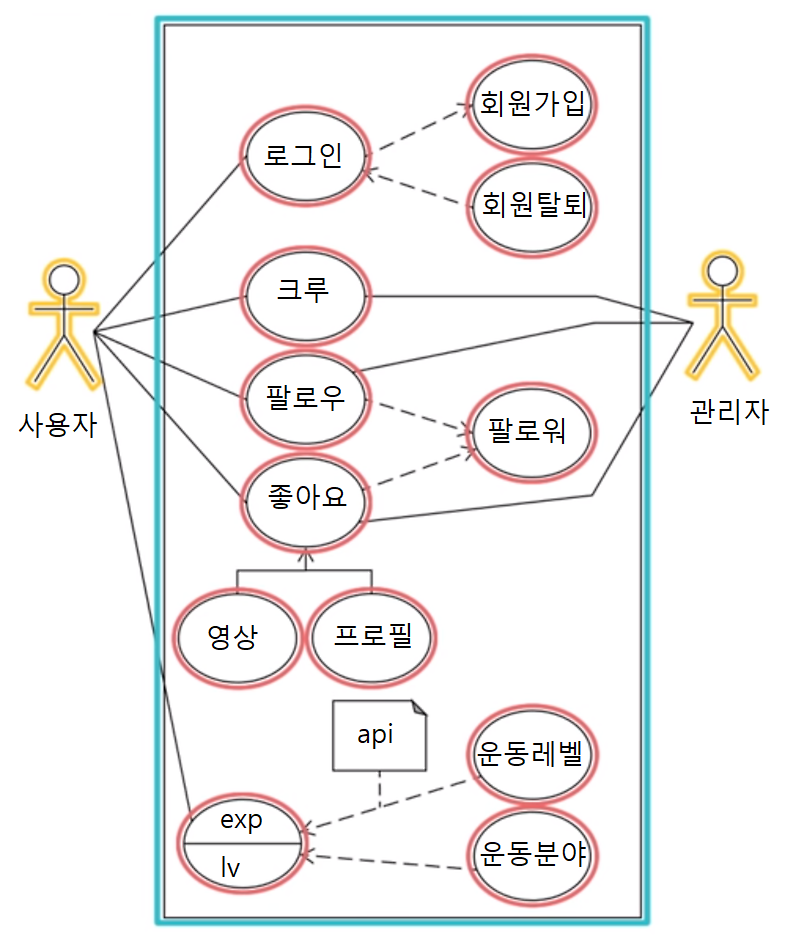 회원가입
로그인
회원탈퇴
크루
팔로우
팔로워
사용자
관리자
좋아요
영상
프로필
api
운동레벨
exp
lv
운동분야